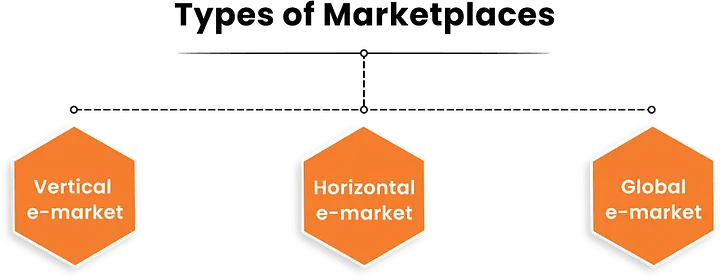 Types of Marketplaces
Vertical
e-market
Horizontal
e-market
Global
e-market